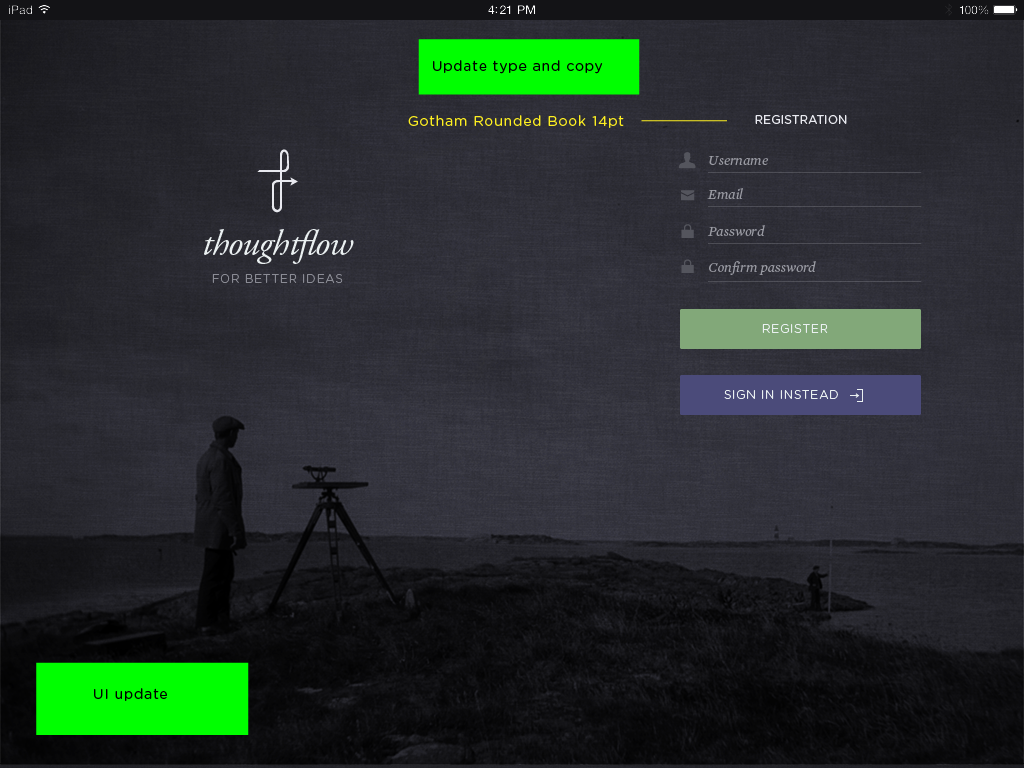 iPad
4:21 PM
100%
Update type and copy
Gotham Rounded Book 14pt
REGISTRATION
Username
Email
Password
Confirm password
thoughtflow
FOR BETTER IDEAS
REGISTER
SIGN IN INSTEAD
UI update